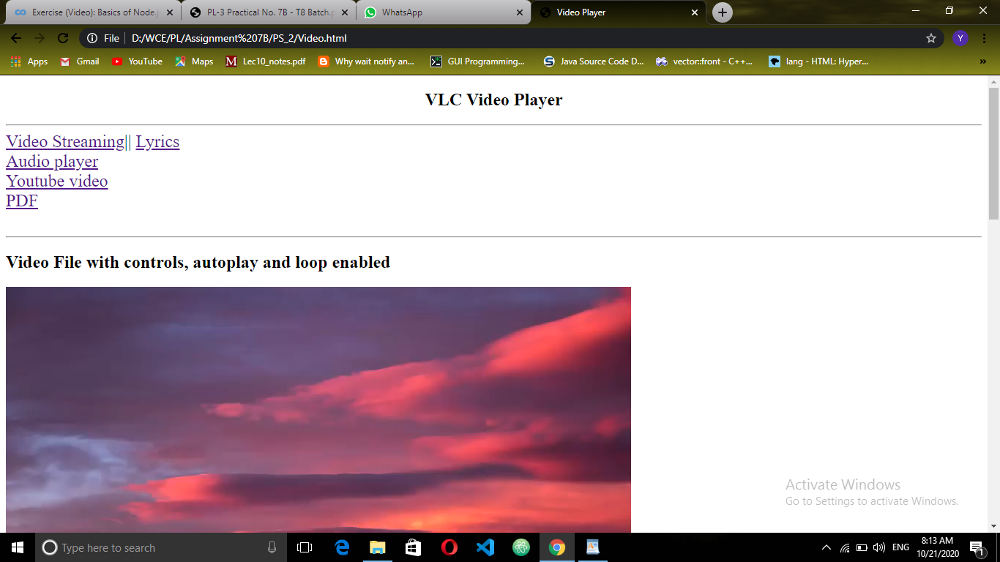 Exercise (Video): Basics of Node.j
PL-3 Practical No. 7B - T8 Batch.p
WhatsApp
Video Player
File
D:/WCE/PL/Assignment%207B/PS_2/Video.html
Y
Apps
Gmail
YouTube
Maps
M Lec10_notes.pdf
Why wait notify an...
GUI Programming...
Java Source Code D...
vector::front - C++...
lang - HTML: Hyper...
»
VLC Video Player
Video Streaming|| Lyrics
Audio player
Youtube video
PDF
Video File with controls, autoplay and loop enabled
Activate Windows
Go to Settings to activate Windows.
Type here to search
ENG
8:13 AM
10/21/2020
1